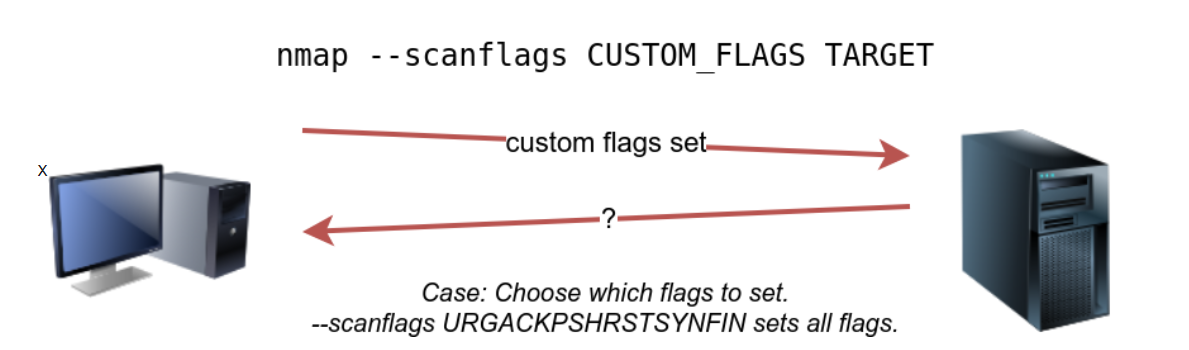 nmap --scanflags CUSTOM_FLAGS TARGET
custom flags set
x
?
Case: Choose which flags to set.
--scanflags URGACKPSHRSTSYNFIN sets all flags.